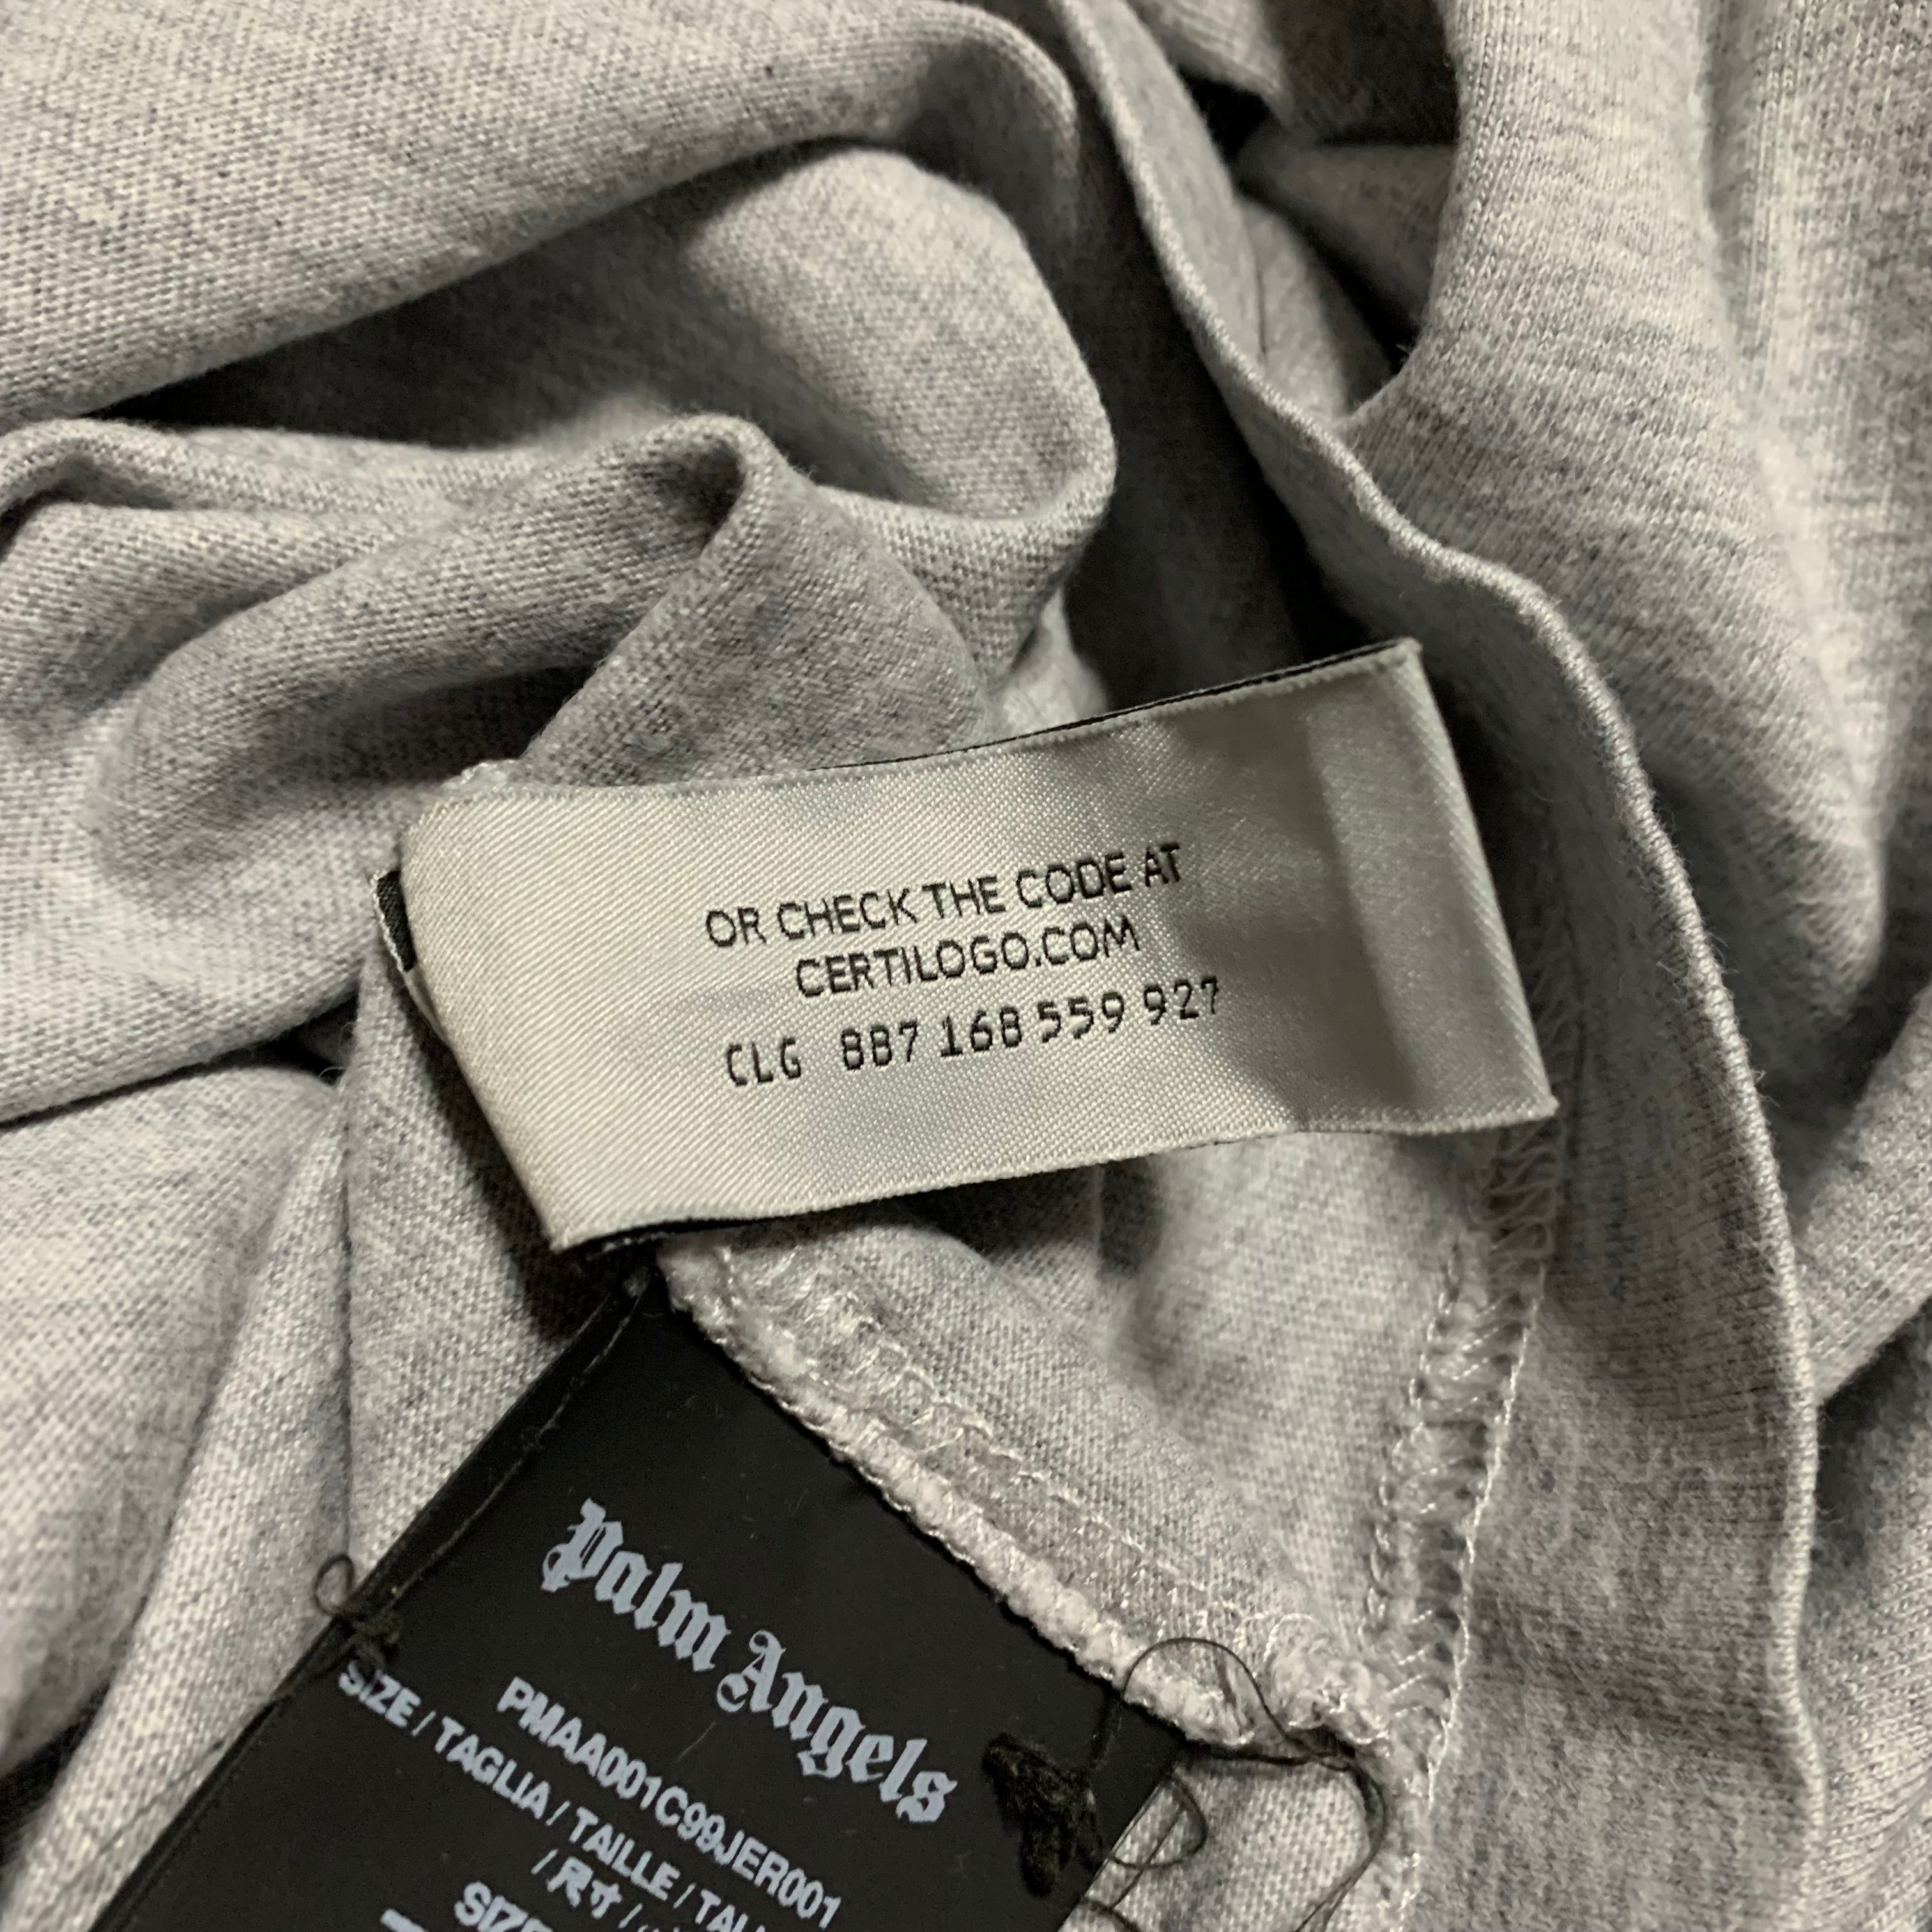 OR CHECK THE CODE AT
CERTILOGO.COM
CLG 887 168 559 927
Palm Angels
PMAA001C99JER001
SIZE / TAGLIA / TAILLE /
/ 尺寸 /